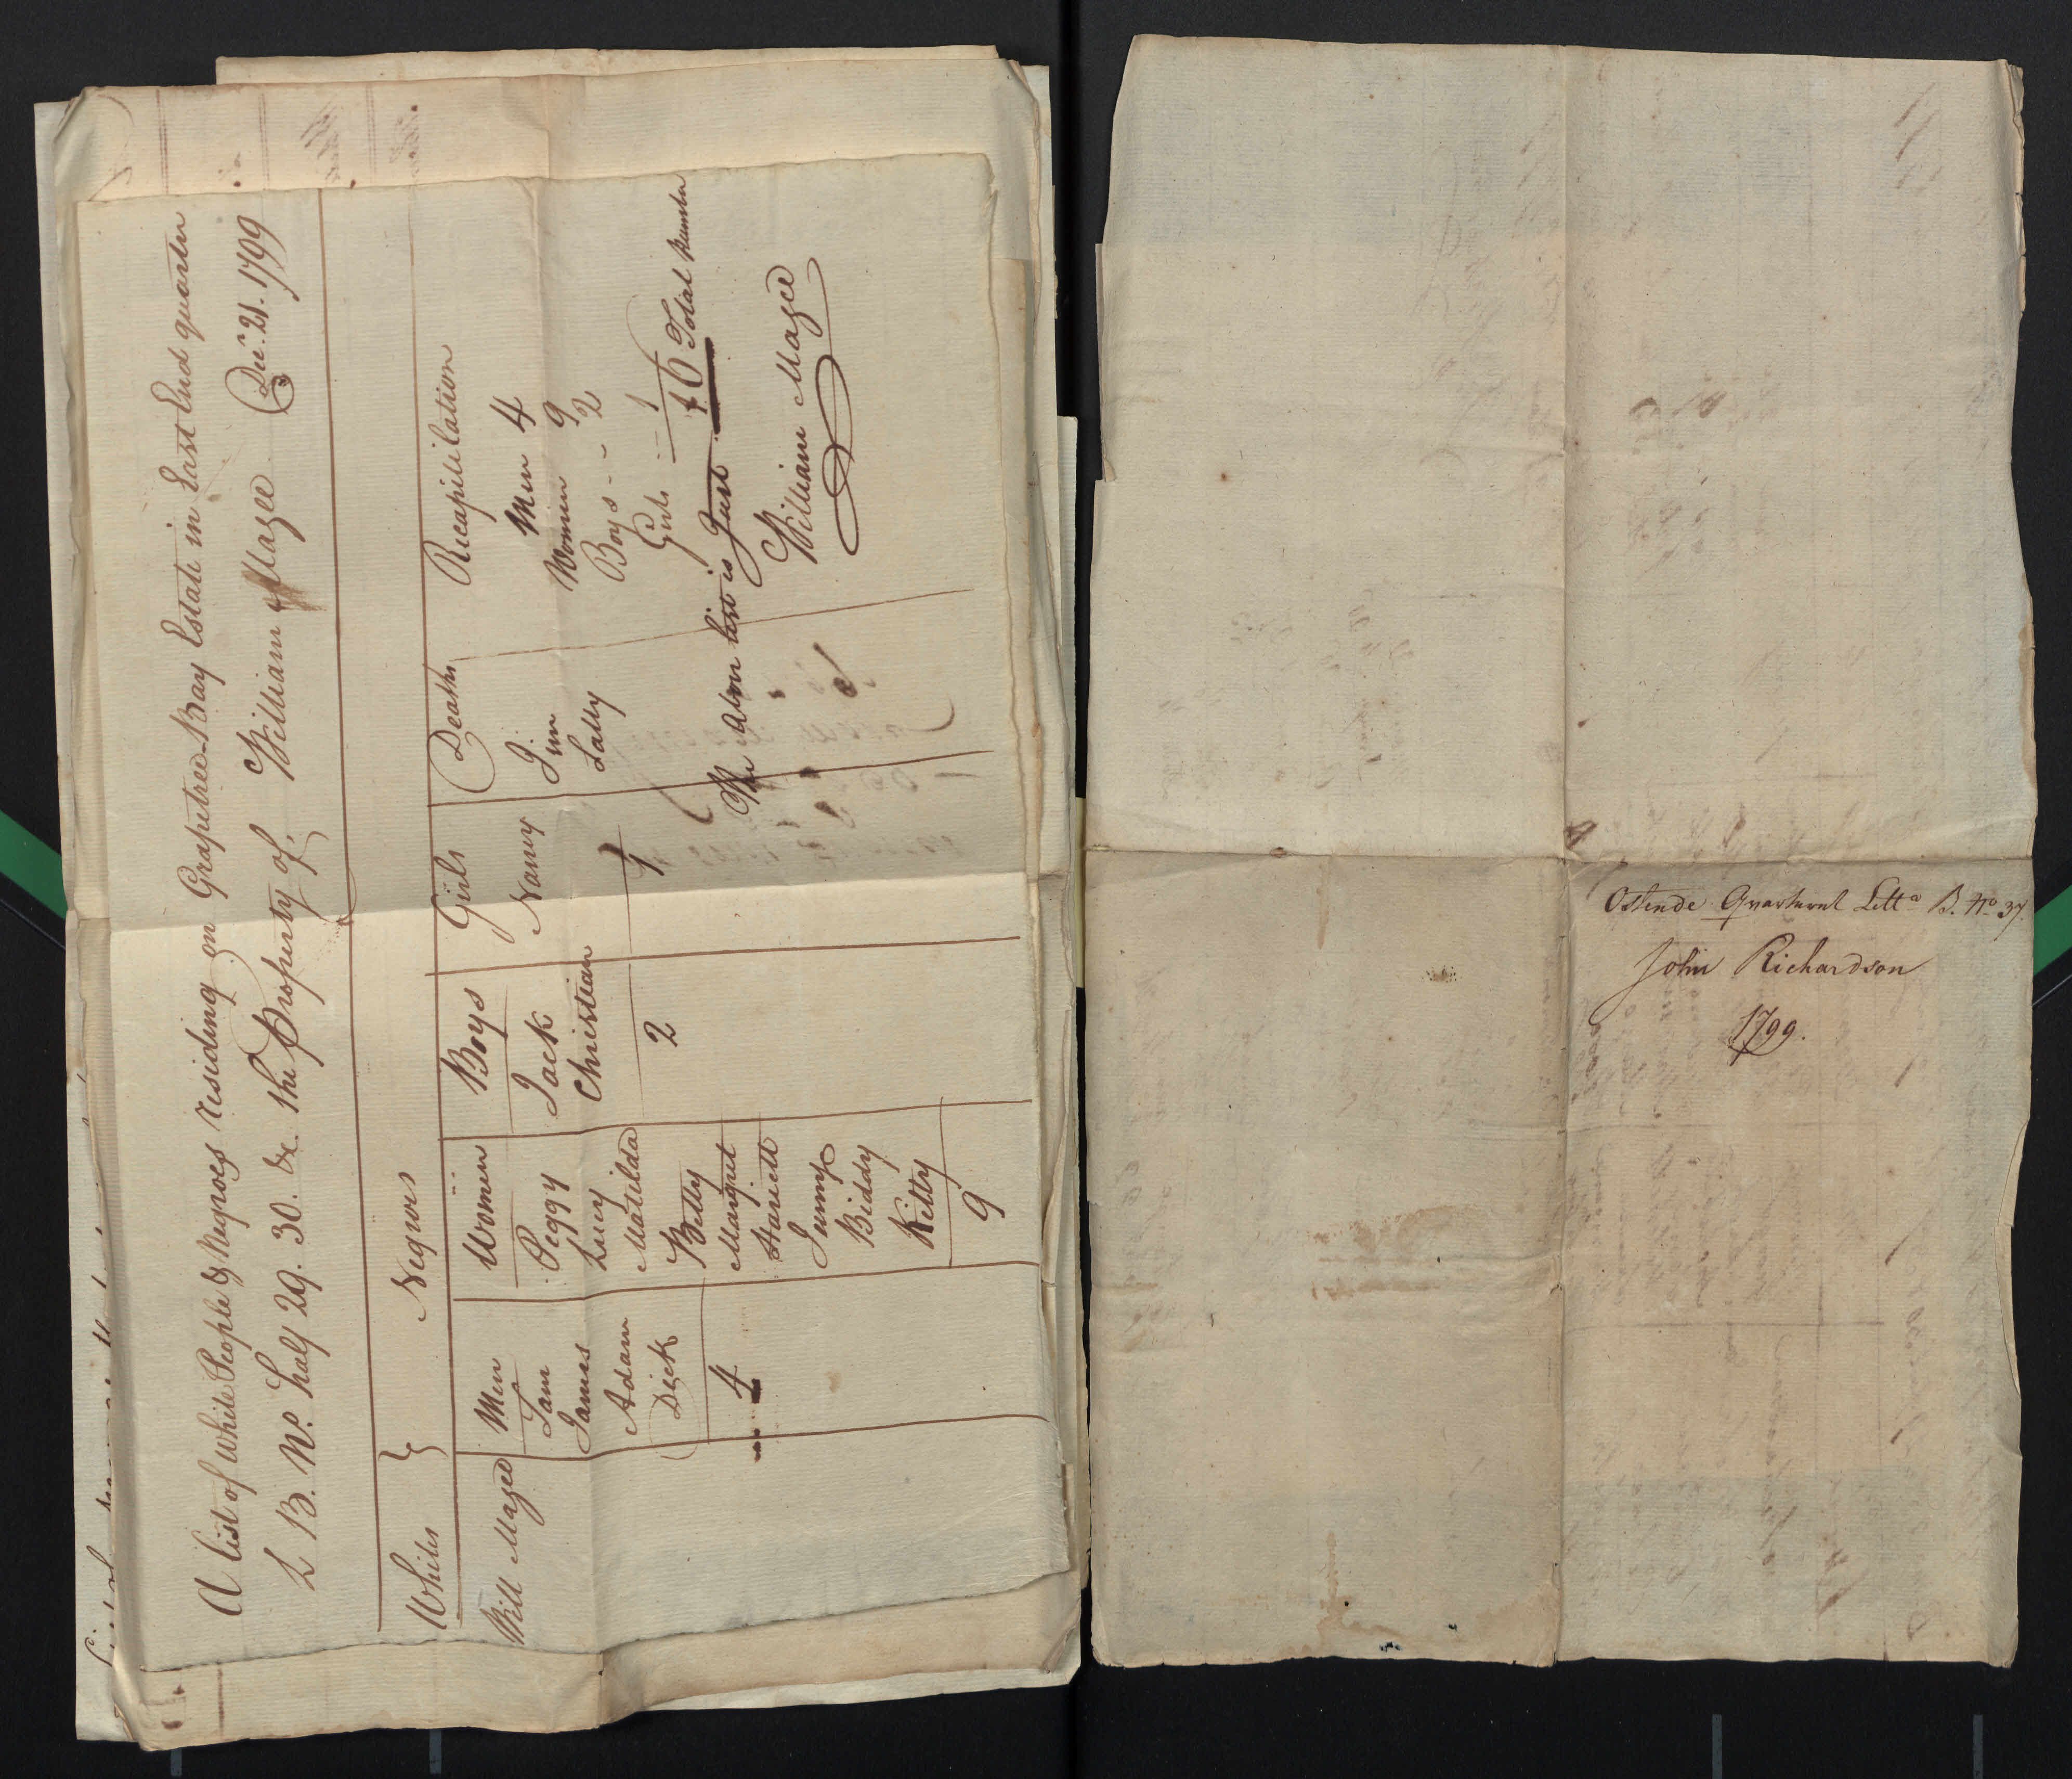 A list of White People & Negroes residing on Grapetree-Bay Estate in East End quarter
L B. No. half 29. 30. &c. the Property of. William Magee Decr. 21. 1799
Whites } Negroes
Will Magee
Men
Sam
James
Adam
Dick
4
Women
Peggy
Lucy
Matilda
Betty
Margret
Hariett
Jenny
Biddy
Kitty
9
Boys
Jack
Christian
2
Girls
Nancy
1
Deaths
Jim
Sally
Recapitilation
Men 4
Women 9
Boys - - 2
Girls - 1
16 Total Number
The Above list is Just
William Magee
Ostende Quarteral Litt a B. No 37.
John Richardson
1799.